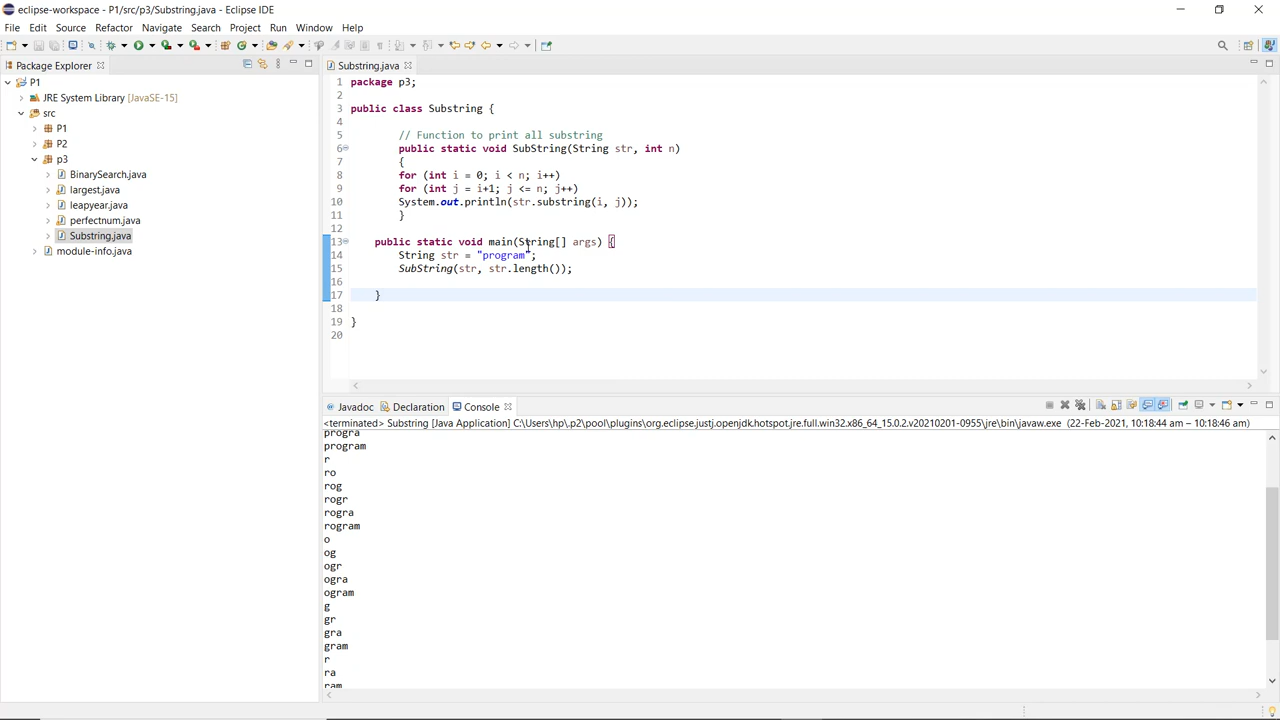 eclipse-workspace - P1/src/p3/Substring.java - Eclipse IDE
File Edit Source Refactor Navigate Search Project Run Window Help
Package Explorer
P1
JRE System Library [JavaSE-15]
src
P1
P2
p3
BinarySearch.java
largest.java
leapyear.java
perfectnum.java
Substring.java
module-info.java
Substring.java
1 package p3;
2
3 public class Substring {
4
5 // Function to print all substring
6 public static void SubString(String str, int n)
7 {
8 for (int i = 0; i < n; i++)
9 for (int j = i+1; j <= n; j++)
10 System.out.println(str.substring(i, j));
11 }
12
13 public static void main(String[] args) {
14 String str = "program";
15 SubString(str, str.length());
16
17 }
18
19 }
20
Javadoc Declaration Console
<terminated> Substring [Java Application] C:\Users\hp\.p2\pool\plugins\org.eclipse.justj.openjdk.hotspot.jre.full.win32.x86_64_15.0.2.v20210201-0955\jre\bin\javaw.exe (22-Feb-2021, 10:18:44 am – 10:18:46 am)
progra
program
r
ro
rog
rogr
rogra
rogram
o
og
ogr
ogra
ogram
g
gr
gra
gram
r
ra
ram